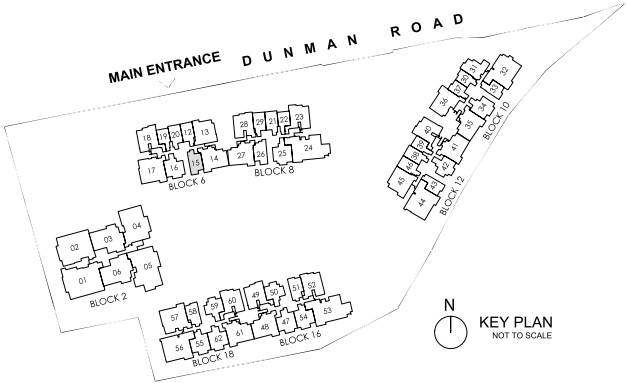 DUNMAN ROAD
MAIN ENTRANCE
18 19 20 12 13
17 16 15 14
BLOCK 6
28 29 21 22 23
27 26 25 24
BLOCK 8
31 32
30 33
37
36 34
35
BLOCK 10
40 41
39
38 42
46
45 43
44
BLOCK 12
02 03 04
01 06 05
BLOCK 2
57 58 59 60 49 50 51 52
56 55 62 61 48 47 54 53
BLOCK 18
BLOCK 16
N
KEY PLAN
NOT TO SCALE